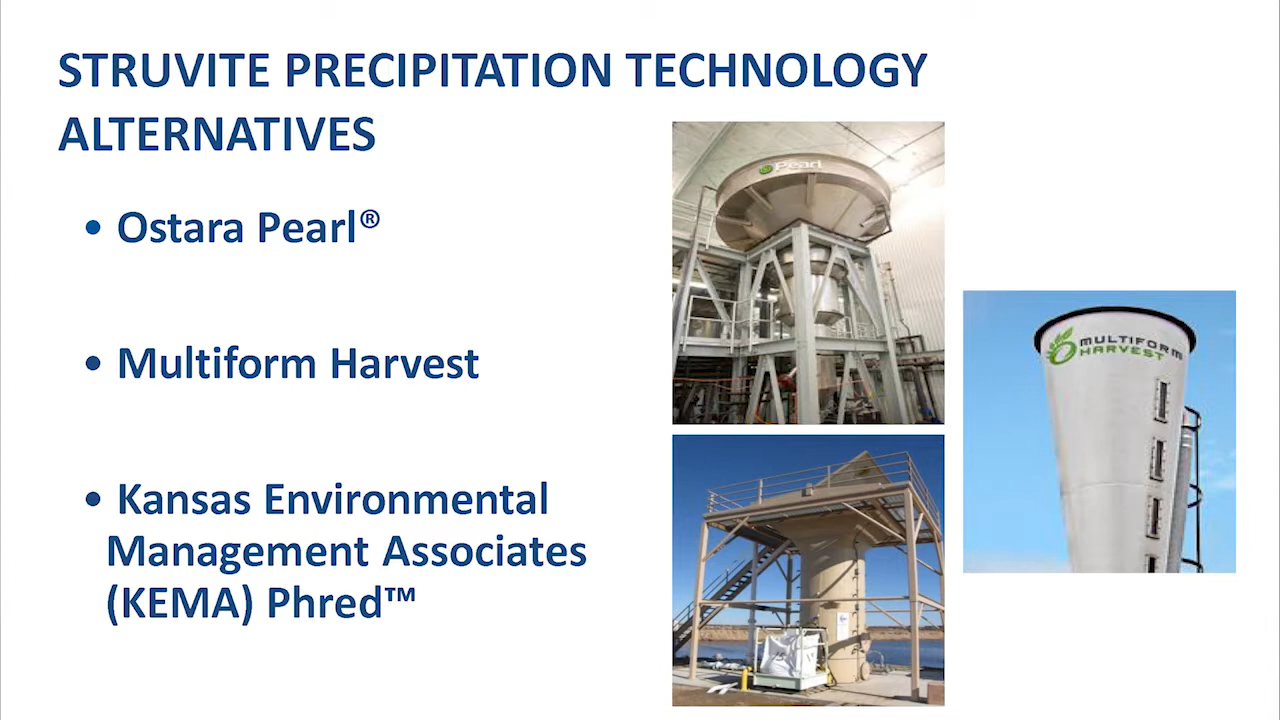 STRUVITE PRECIPITATION TECHNOLOGY
ALTERNATIVES
• Ostara Pearl®
• Multiform Harvest
• Kansas Environmental
Management Associates
(KEMA) Phred™
Pearl
MULTIFORM
HARVEST